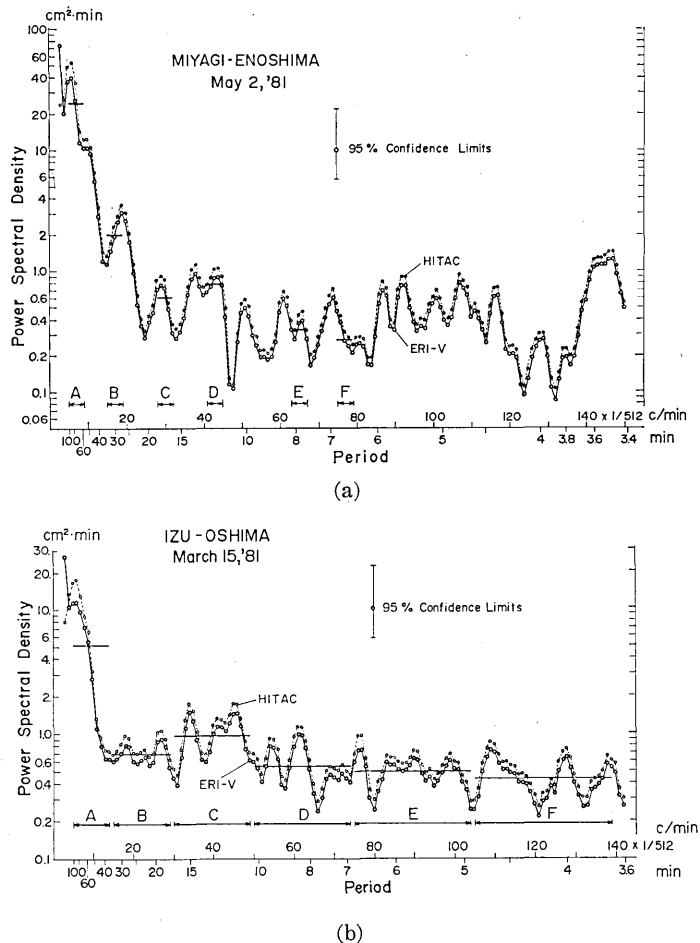 cm²·min
100
60
40
20
10
6
4
2
1.0
0.6
0.4
0.2
0.1
0.06
Power Spectral Density
MIYAGI-ENOSHIMA
May 2,'81
95 % Confidence Limits
HITAC
ERI-V
A B C D E F
20 40 60 80 100 120 140 x 1/512 c/min
100 60 40 30 20 15 10 8 7 6 5 4 3.8 3.6 3.4 min
Period
(a)
cm²·min
30.
20.
10.
6.
4.
2.
1.0
0.6
0.4
0.2
0.1
Power Spectral Density
IZU-OSHIMA
March 15,'81
95 % Confidence Limits
HITAC
ERI-V
A B C D E F
c/min
20 40 60 80 100 120 140 x 1/512
100 60 40 30 20 15 10 8 7 6 5 4 3.6 min
Period
(b)